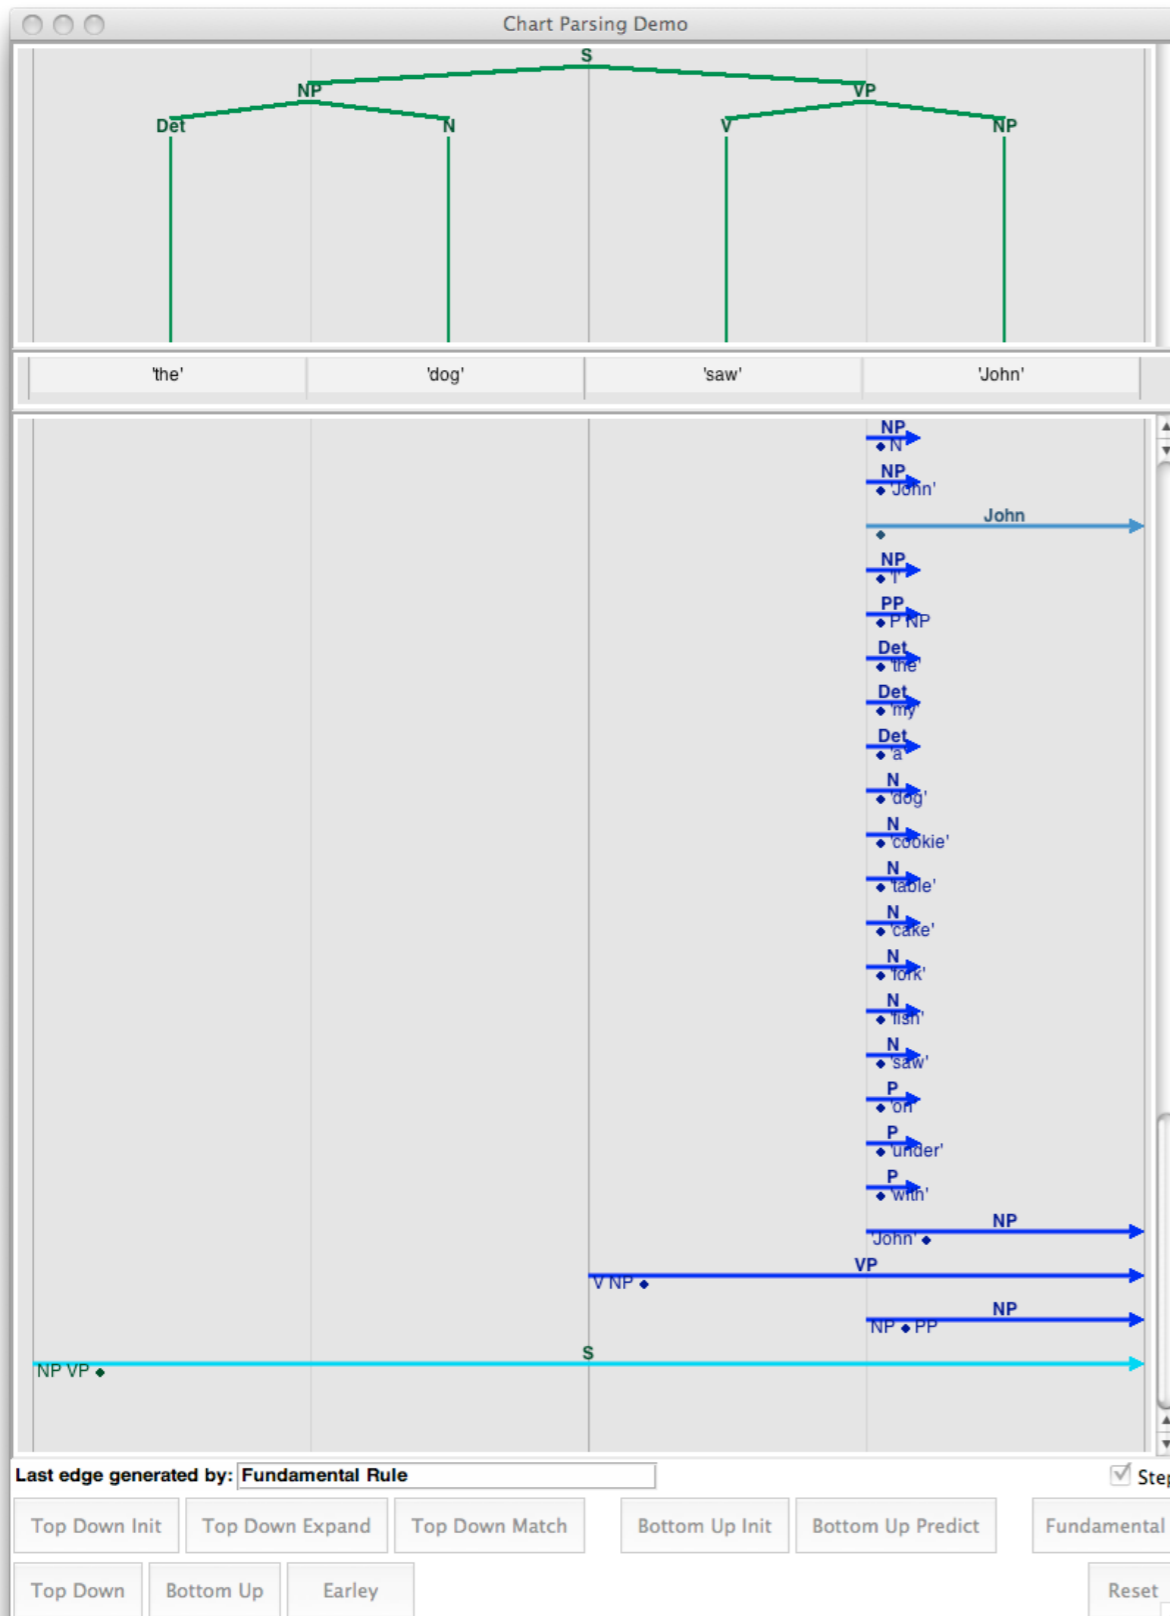 Chart Parsing Demo
S
NP VP
Det N V NP
'the' 'dog' 'saw' 'John'
NP
• N
NP
• 'John'
John
•
NP
• 'I'
PP
• P NP
Det
• 'the'
Det
• 'my'
Det
• 'a'
N
• 'dog'
N
• 'cookie'
N
• 'table'
N
• 'cake'
N
• 'fork'
N
• 'fish'
N
• 'saw'
P
• 'on'
P
• 'under'
P
• 'with'
NP
'John' •
VP
V NP •
NP
NP • PP
S
NP VP •
Last edge generated by: Fundamental Rule Step
Top Down Init Top Down Expand Top Down Match Bottom Up Init Bottom Up Predict Fundamental
Top Down Bottom Up Earley Reset